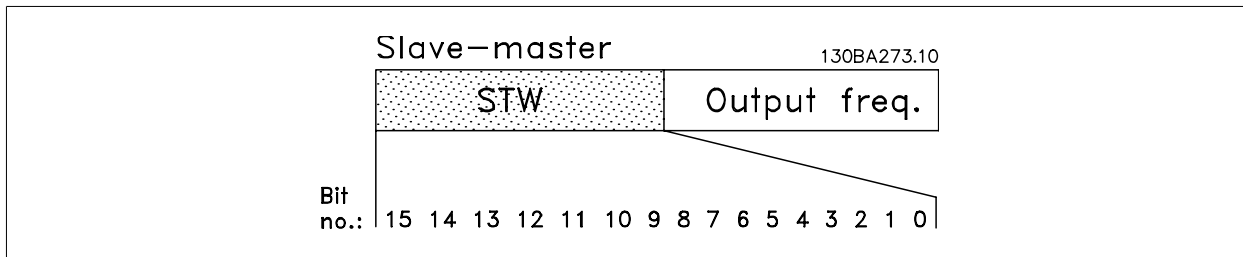 Slave-master 130BA273.10
STW Output freq.
Bit
no.: 15 14 13 12 11 10 9 8 7 6 5 4 3 2 1 0